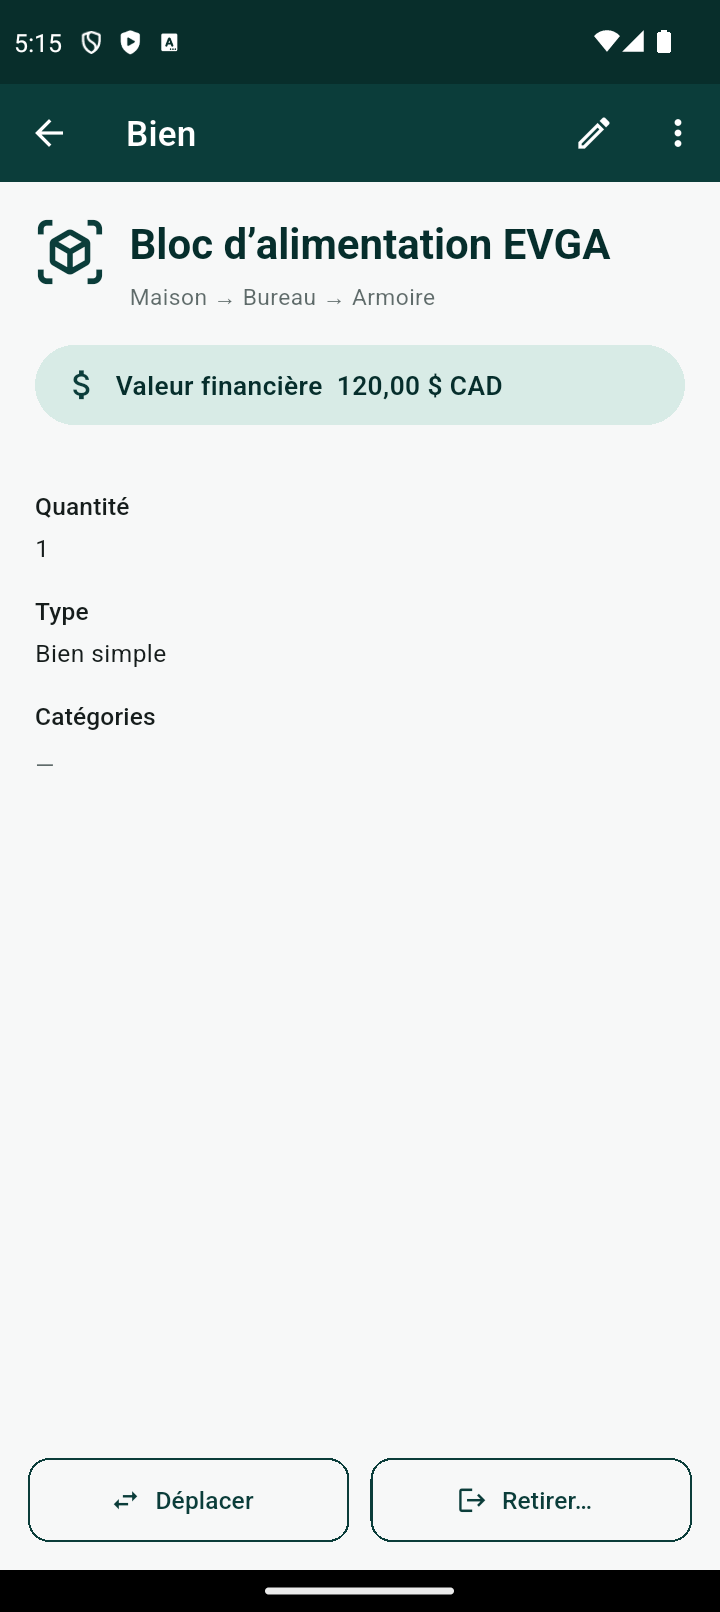 5:15
Bien
Bloc d’alimentation EVGA
Maison → Bureau → Armoire
$ Valeur financière 120,00 $ CAD
Quantité
1
Type
Bien simple
Catégories
—
Déplacer
Retirer…